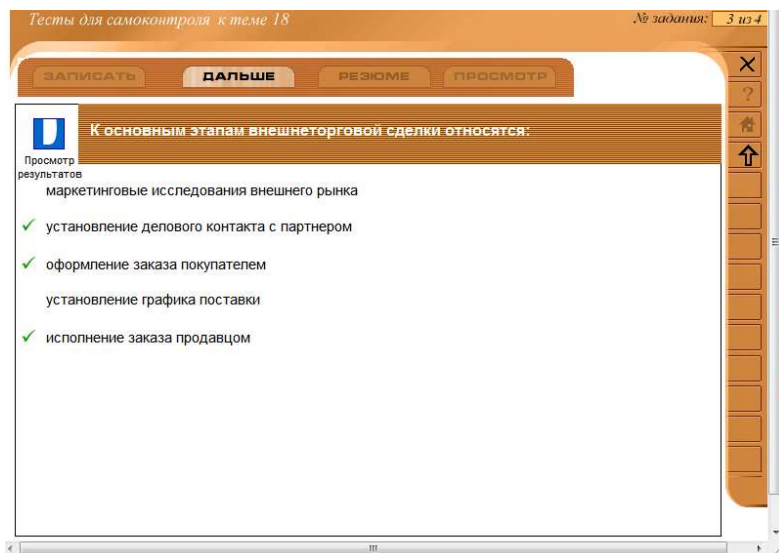 Тесты для самоконтроля к теме 18
№ задания: 3 из 4
ЗАПИСАТЬ ДАЛЬШЕ РЕЗЮМЕ ПРОСМОТР
?
К основным этапам внешнеторговой сделки относятся:
Просмотр
результатов
маркетинговые исследования внешнего рынка
установление делового контакта с партнером
оформление заказа покупателем
установление графика поставки
исполнение заказа продавцом